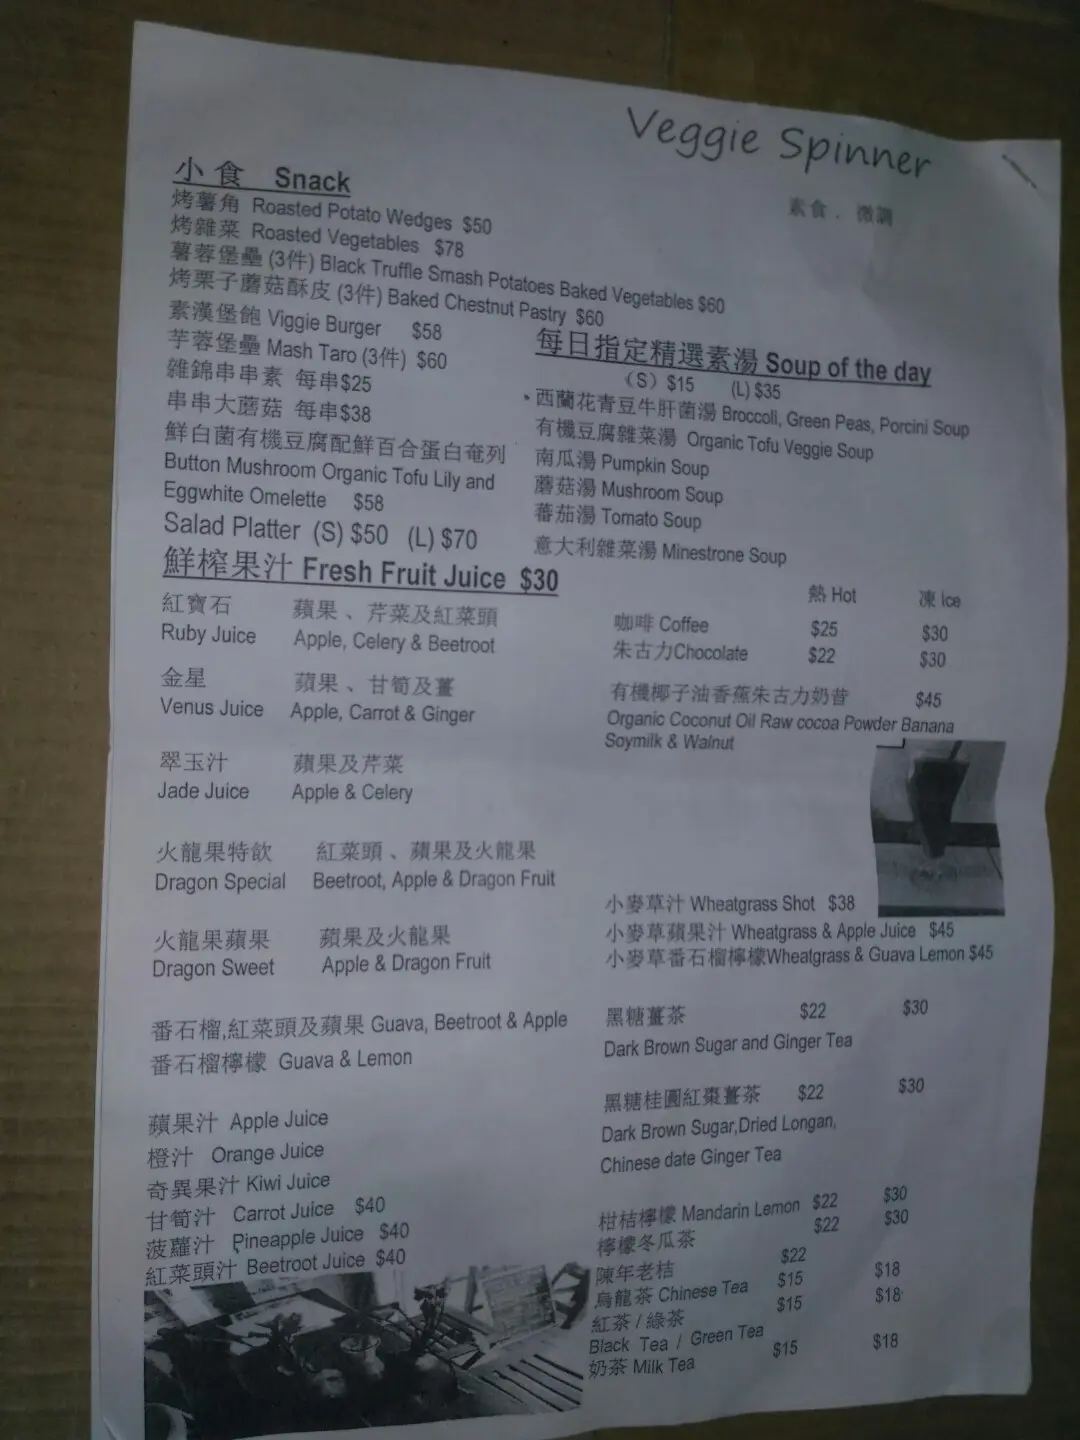 Veggie Spinner
素食．微調
小食 Snack
烤薯角 Roasted Potato Wedges $50
烤雜菜 Roasted Vegetables $78
薯蓉堡壘 (3件) Black Truffle Smash Potatoes Baked Vegetables $60
烤栗子蘑菇酥皮 (3件) Baked Chestnut Pastry $60
素漢堡飽 Viggie Burger $58
芋蓉堡壘 Mash Taro (3件) $60
雜錦串串素 每串$25
串串大蘑菇 每串$38
鮮白菌有機豆腐配鮮百合蛋白奄列
Button Mushroom Organic Tofu Lily and
Eggwhite Omelette $58
Salad Platter (S) $50 (L) $70
每日指定精選素湯 Soup of the day
(S) $15 (L) $35
西蘭花青豆牛肝菌湯 Broccoli, Green Peas, Porcini Soup
有機豆腐雜菜湯 Organic Tofu Veggie Soup
南瓜湯 Pumpkin Soup
蘑菇湯 Mushroom Soup
蕃茄湯 Tomato Soup
意大利雜菜湯 Minestrone Soup
鮮榨果汁 Fresh Fruit Juice $30
紅寶石 蘋果、芹菜及紅菜頭
Ruby Juice Apple, Celery & Beetroot
金星 蘋果、甘筍及薑
Venus Juice Apple, Carrot & Ginger
翠玉汁 蘋果及芹菜
Jade Juice Apple & Celery
火龍果特飲 紅菜頭、蘋果及火龍果
Dragon Special Beetroot, Apple & Dragon Fruit
火龍果蘋果 蘋果及火龍果
Dragon Sweet Apple & Dragon Fruit
番石榴,紅菜頭及蘋果 Guava, Beetroot & Apple
番石榴檸檬 Guava & Lemon
蘋果汁 Apple Juice
橙汁 Orange Juice
奇異果汁 Kiwi Juice
甘筍汁 Carrot Juice $40
菠蘿汁 Pineapple Juice $40
紅菜頭汁 Beetroot Juice $40
熱 Hot 凍 Ice
咖啡 Coffee $25 $30
朱古力Chocolate $22 $30
有機椰子油香蕉朱古力奶昔 $45
Organic Coconut Oil Raw cocoa Powder Banana
Soymilk & Walnut
小麥草汁 Wheatgrass Shot $38
小麥草蘋果汁 Wheatgrass & Apple Juice $45
小麥草番石榴檸檬Wheatgrass & Guava Lemon $45
黑糖薑茶 $22 $30
Dark Brown Sugar and Ginger Tea
黑糖桂圓紅棗薑茶 $22 $30
Dark Brown Sugar,Dried Longan,
Chinese date Ginger Tea
柑桔檸檬 Mandarin Lemon $22 $30
檸檬冬瓜茶 $22 $30
陳年老桔 $22
烏龍茶 Chinese Tea $15 $18
紅茶 / 綠茶 $15 $18
Black Tea / Green Tea
奶茶 Milk Tea $15 $18